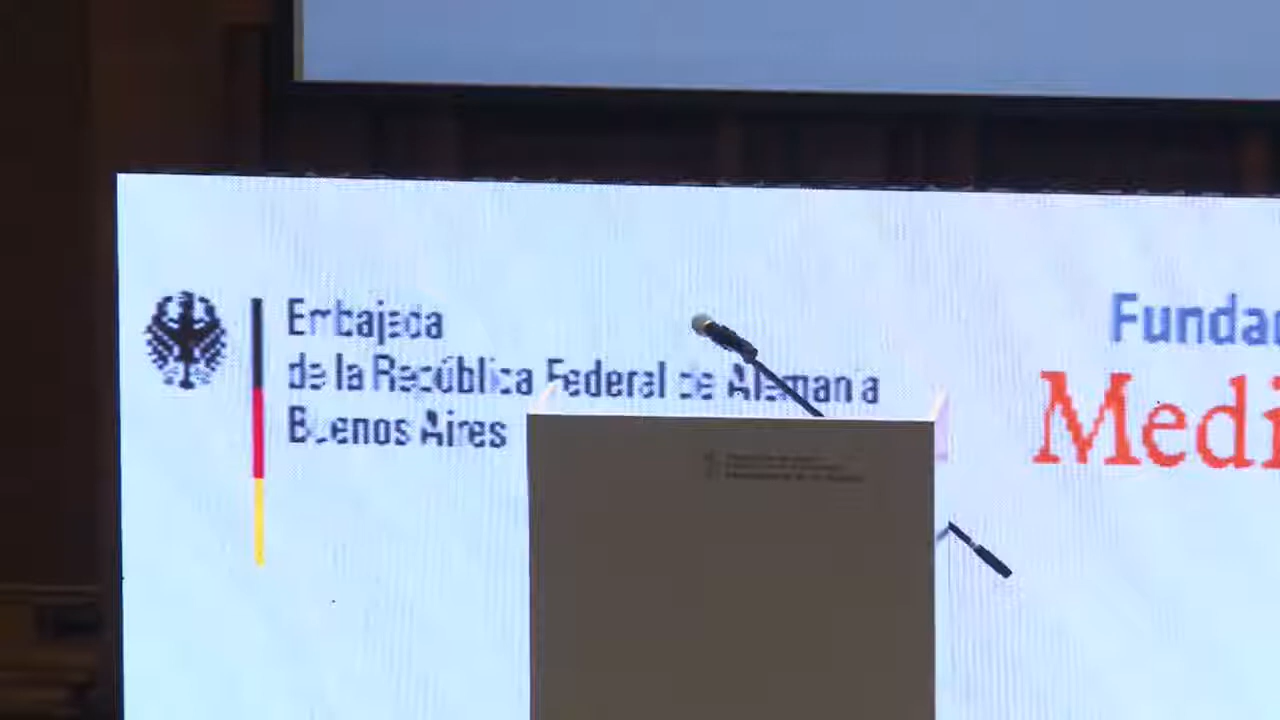 Embajada
de la República Federal de Alemania
Buenos Aires
Fundac
Medi